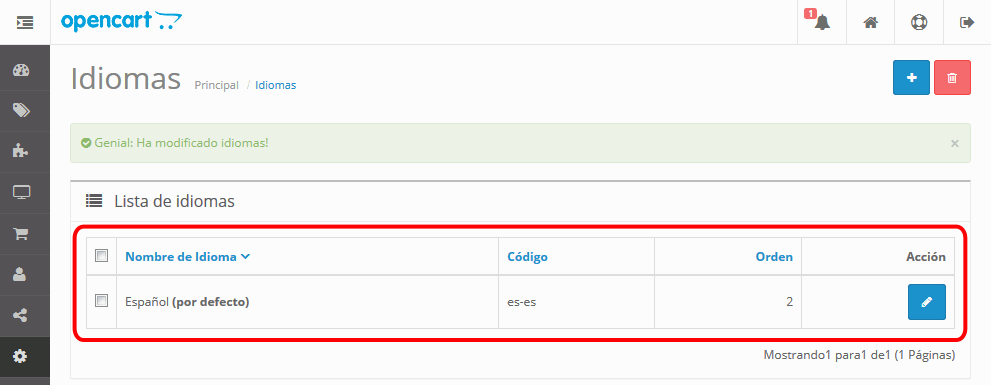 opencart
1
Idiomas Principal / Idiomas
Genial: Ha modificado idiomas! ×
Lista de idiomas
Nombre de Idioma Código Orden Acción
Español (por defecto) es-es 2
Mostrando1 para1 de1 (1 Páginas)